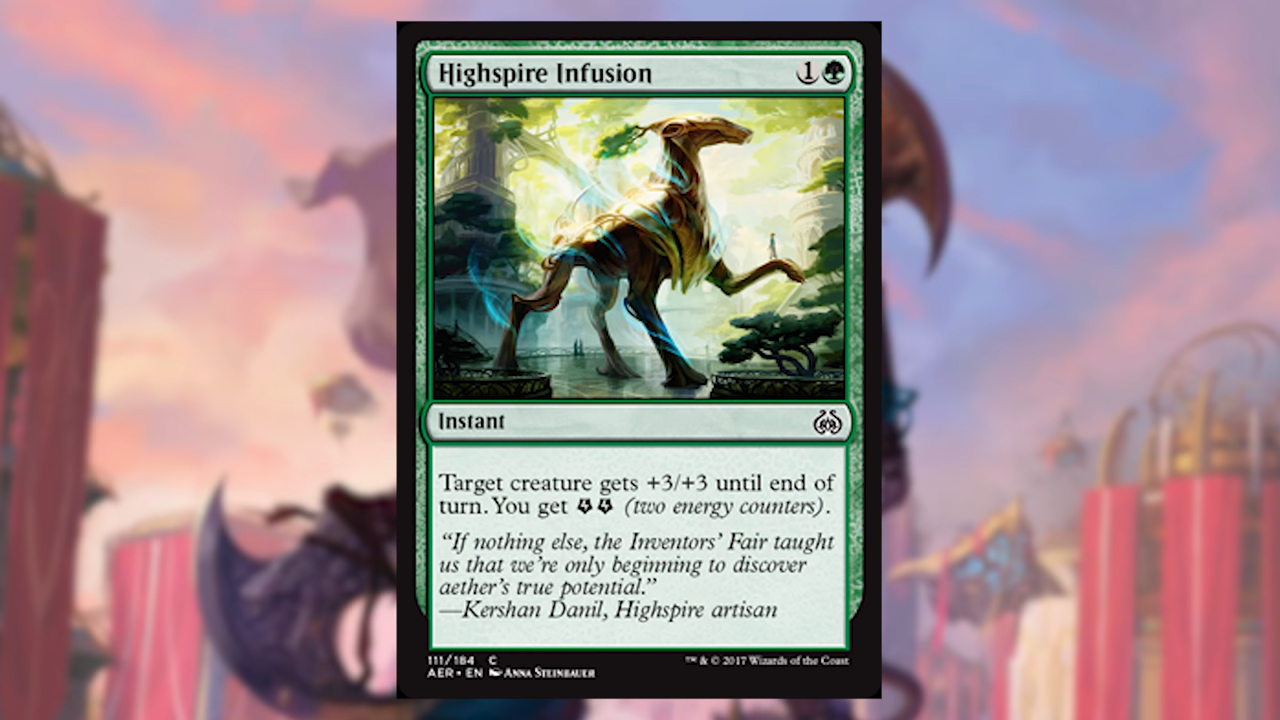 Highspire Infusion 1
Instant
Target creature gets +3/+3 until end of
turn. You get (two energy counters).
“If nothing else, the Inventors’ Fair taught
us that we’re only beginning to discover
aether’s true potential.”
—Kershan Danil, Highspire artisan
111/184 C
AER • EN Anna Steinbauer
™ & © 2017 Wizards of the Coast